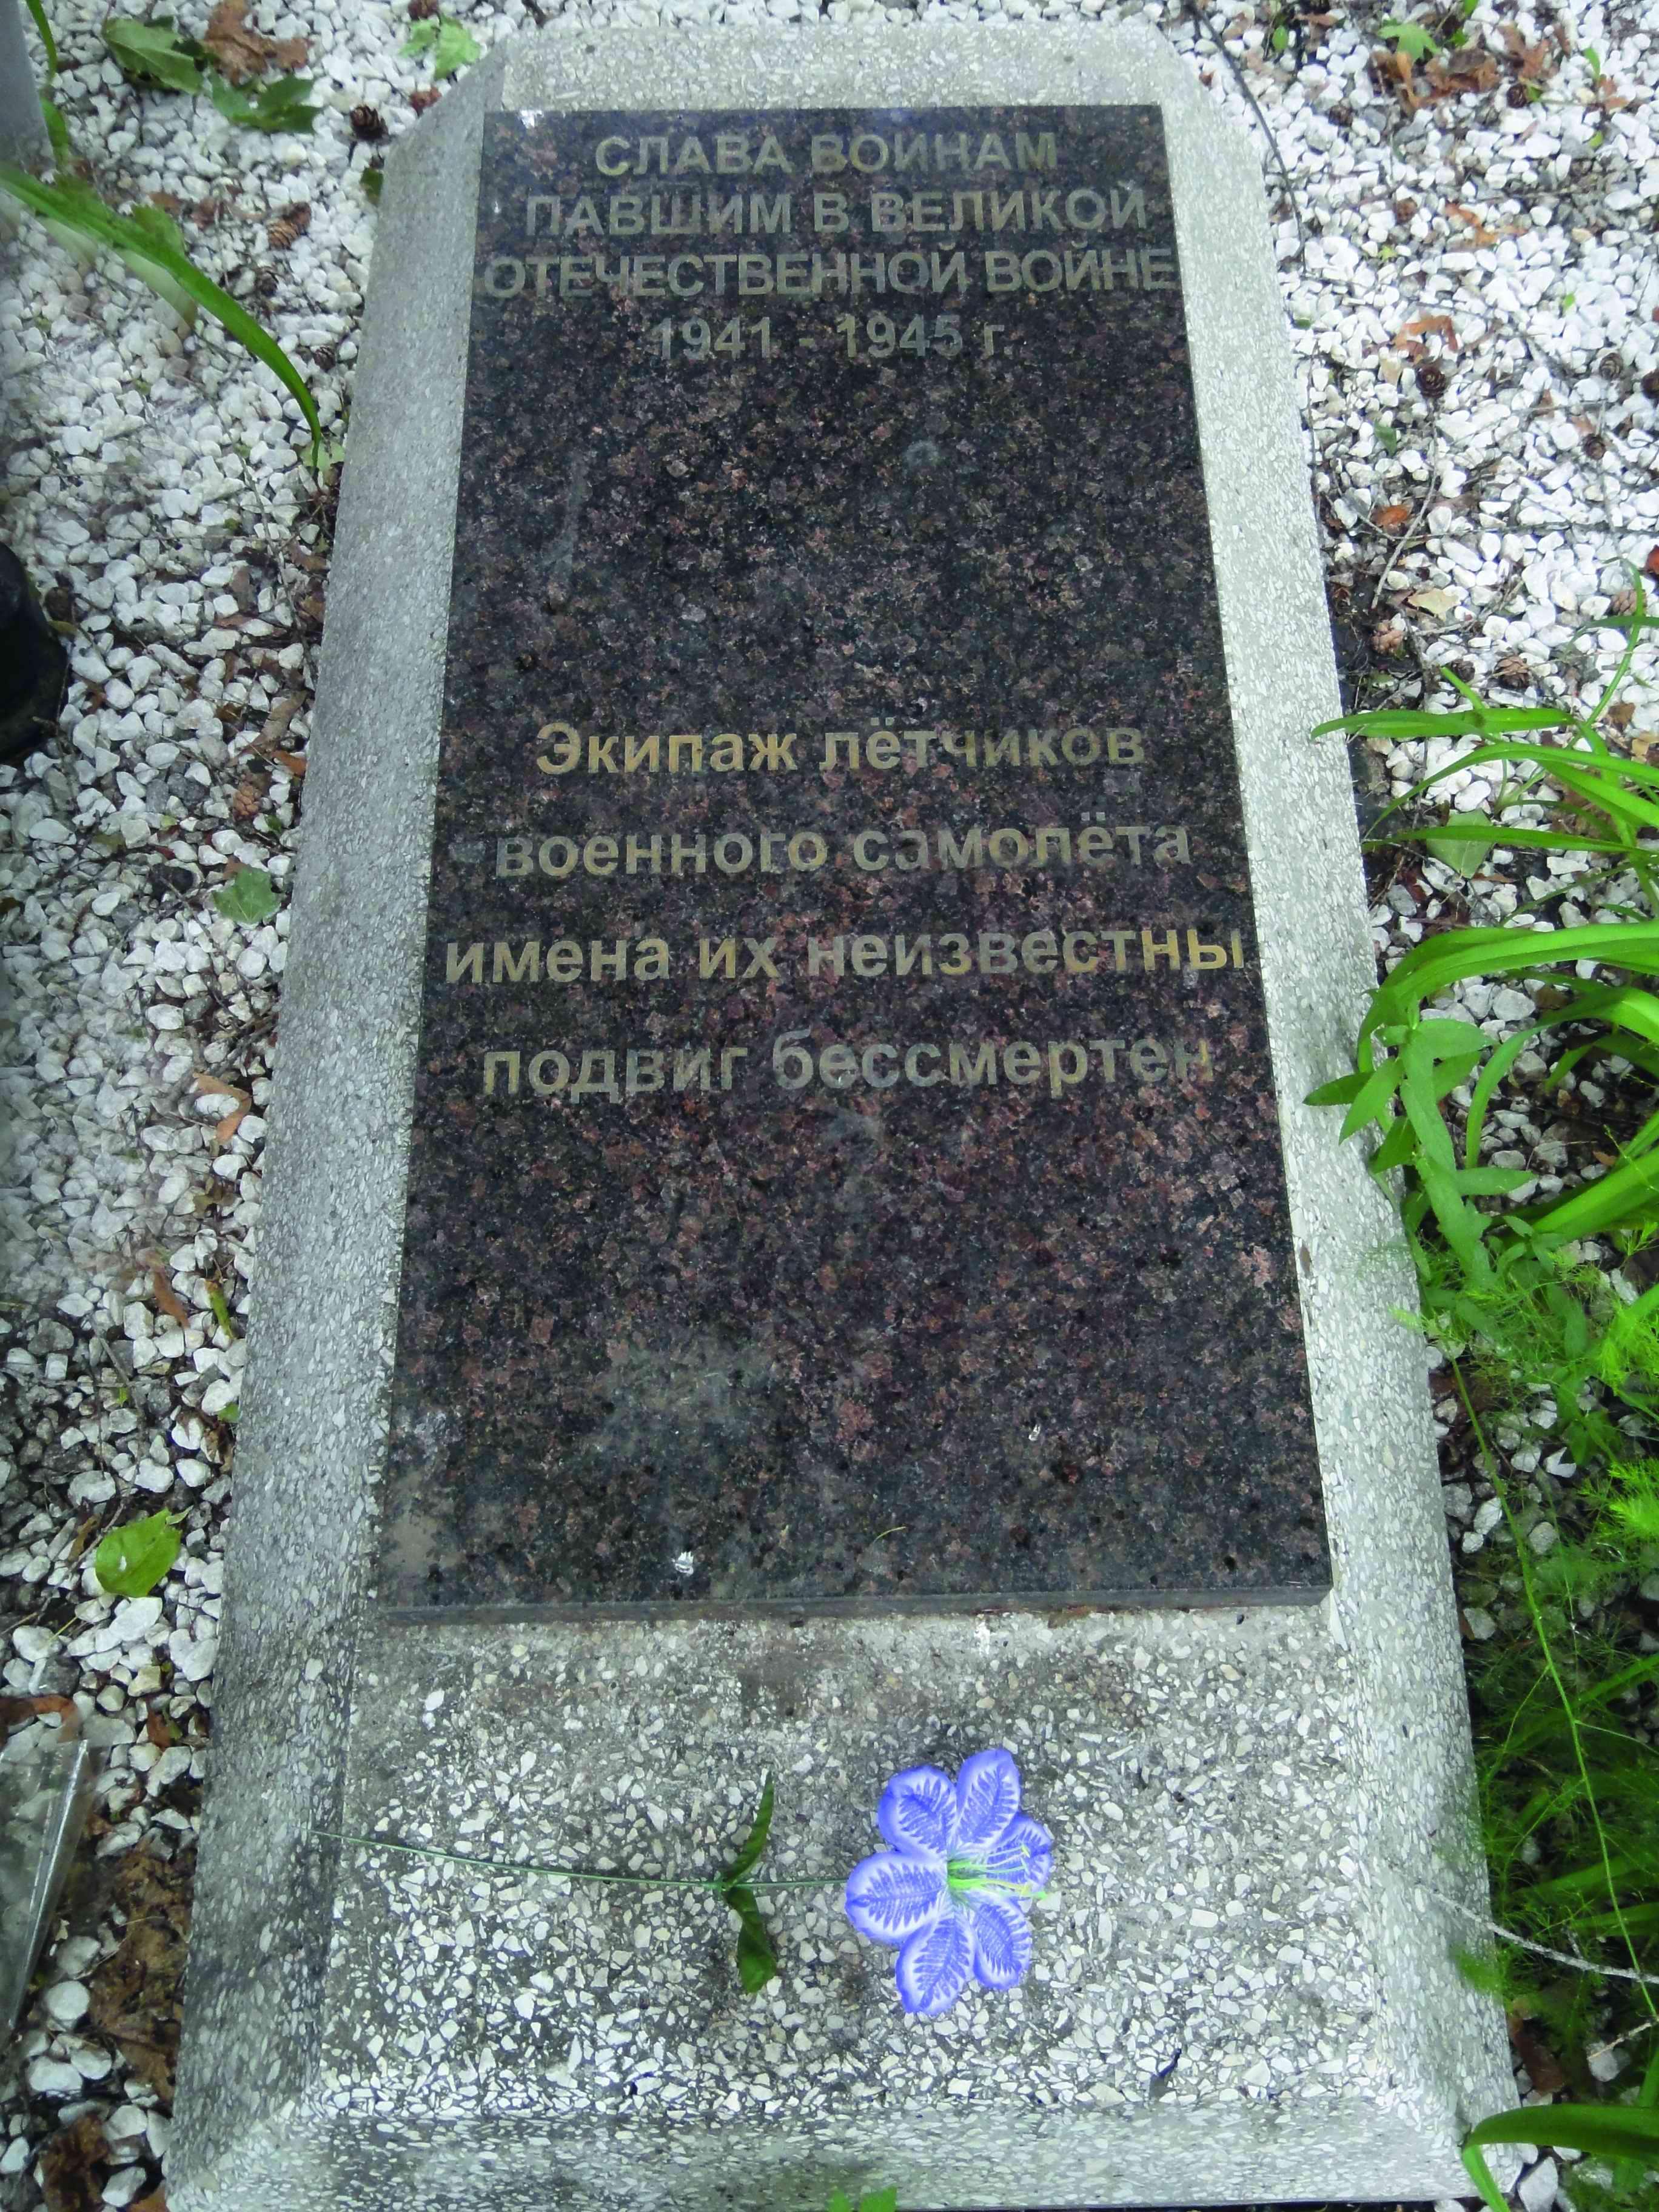 СЛАВА ВОИНАМ
ПАВШИМ В ВЕЛИКОЙ
ОТЕЧЕСТВЕННОЙ ВОЙНЕ
1941 - 1945 г.
Экипаж лётчиков
военного самолёта
имена их неизвестны
подвиг бессмертен